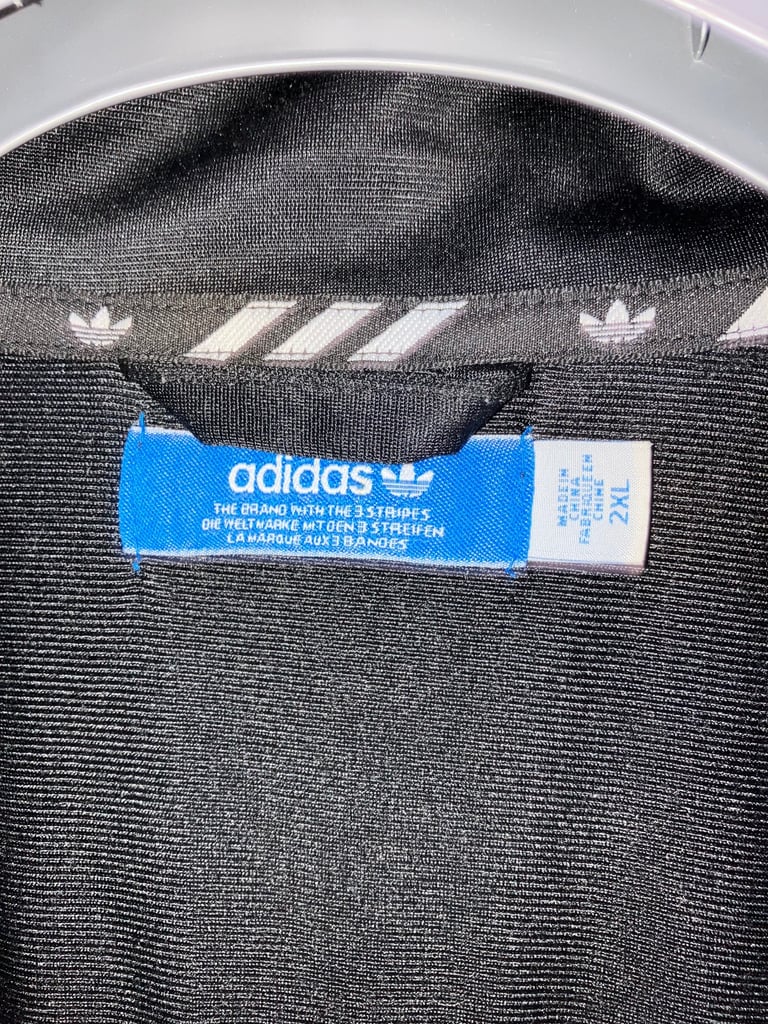 adidas
THE BRAND WITH THE 3 STRIPES
DIE WELTMARKE MIT DEN 3 STREIFEN
LA MARQUE AUX 3 BANDES
MADE IN
CHINA
FABRIQUE EN
CHINE
2XL